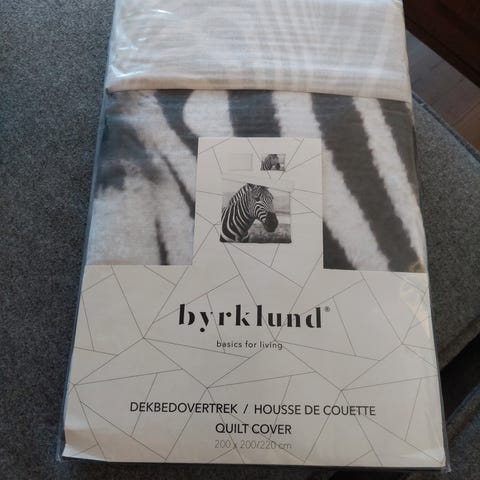 byrklund®
basics for living
DEKBEDOVERTREK / HOUSSE DE COUETTE
QUILT COVER
200 x 200/220 cm